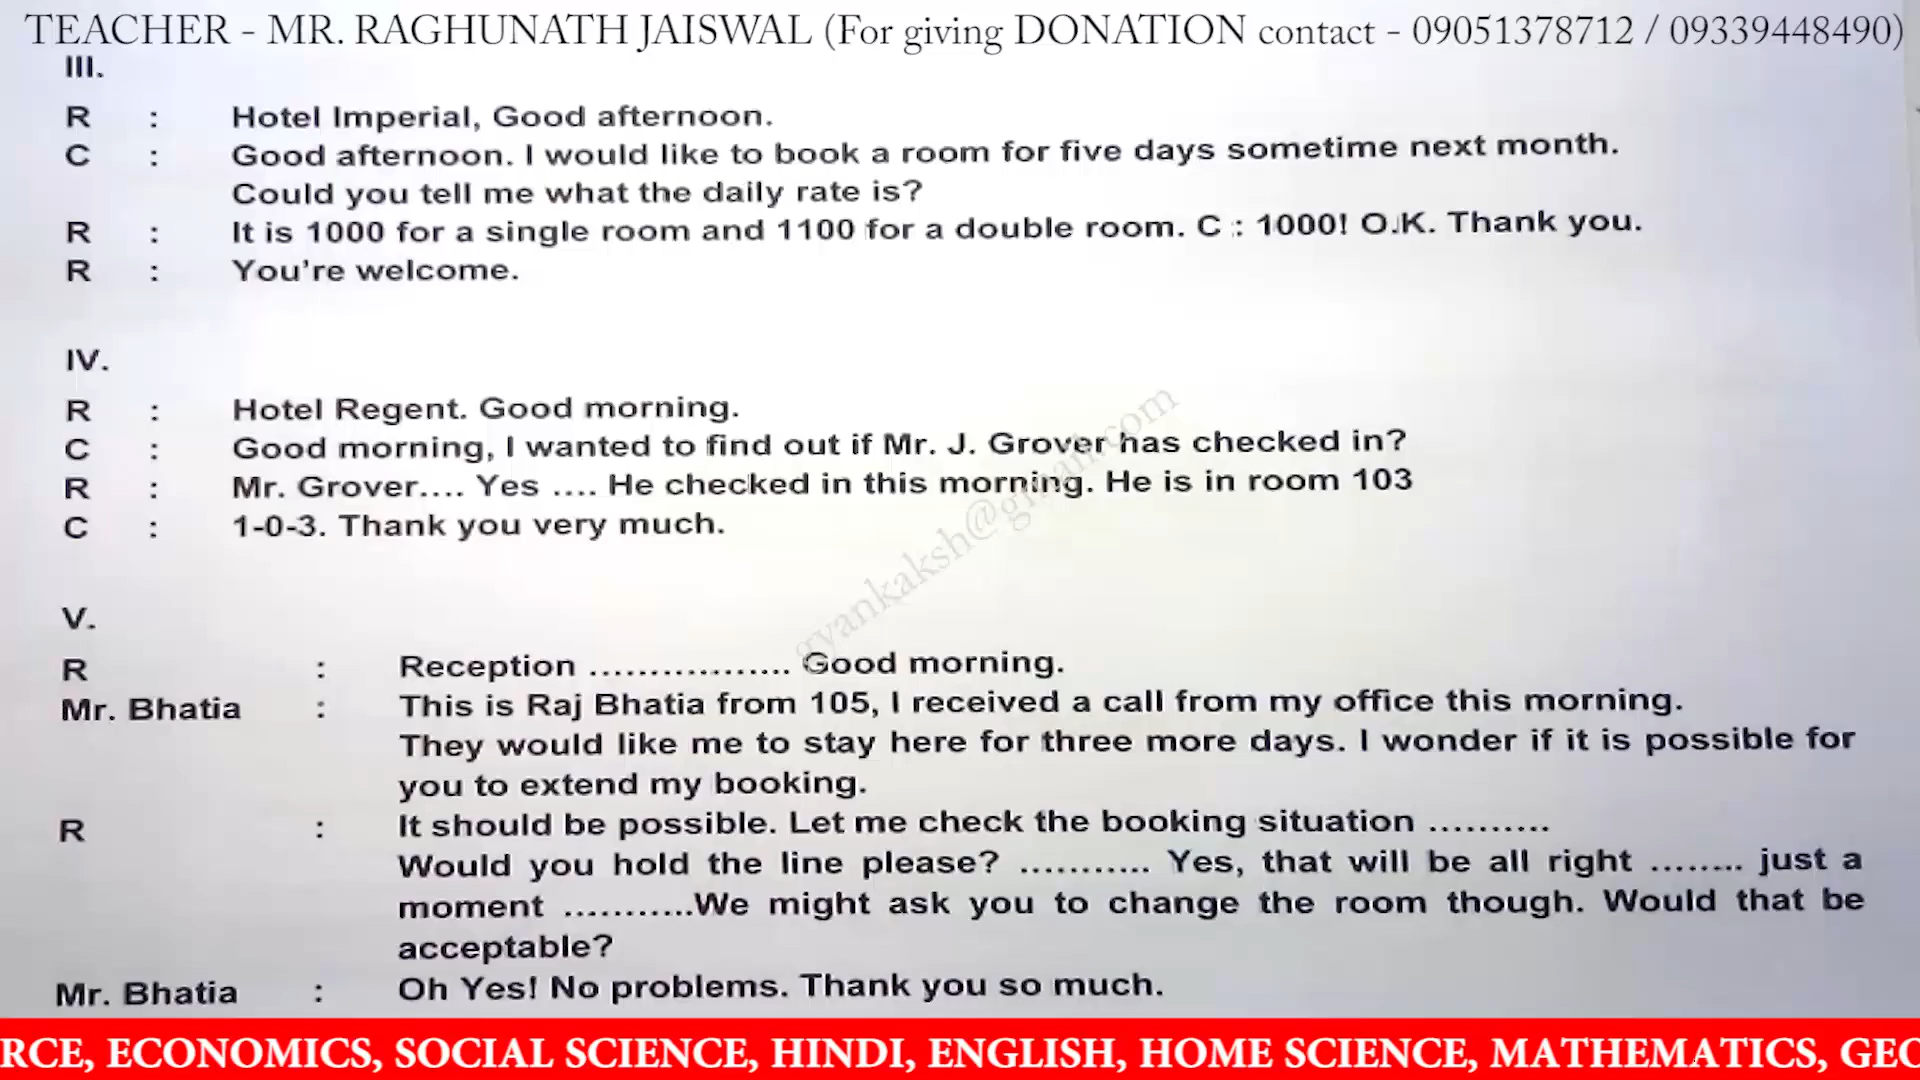 TEACHER - MR. RAGHUNATH JAISWAL (For giving DONATION contact - 09051378712 / 09339448490)
III.
R : Hotel Imperial, Good afternoon.
C : Good afternoon. I would like to book a room for five days sometime next month.
Could you tell me what the daily rate is?
R : It is 1000 for a single room and 1100 for a double room. C : 1000! O.K. Thank you.
R : You're welcome.
IV.
R : Hotel Regent. Good morning.
C : Good morning, I wanted to find out if Mr. J. Grover has checked in?
R : Mr. Grover.... Yes .... He checked in this morning. He is in room 103
C : 1-0-3. Thank you very much.
gyankaksh@gmail.com
V.
R : Reception ................. Good morning.
Mr. Bhatia : This is Raj Bhatia from 105, I received a call from my office this morning.
They would like me to stay here for three more days. I wonder if it is possible for
you to extend my booking.
R : It should be possible. Let me check the booking situation ..........
Would you hold the line please? ........... Yes, that will be all right ........ just a
moment ...........We might ask you to change the room though. Would that be
acceptable?
Mr. Bhatia : Oh Yes! No problems. Thank you so much.
RCE, ECONOMICS, SOCIAL SCIENCE, HINDI, ENGLISH, HOME SCIENCE, MATHEMATICS, GEO